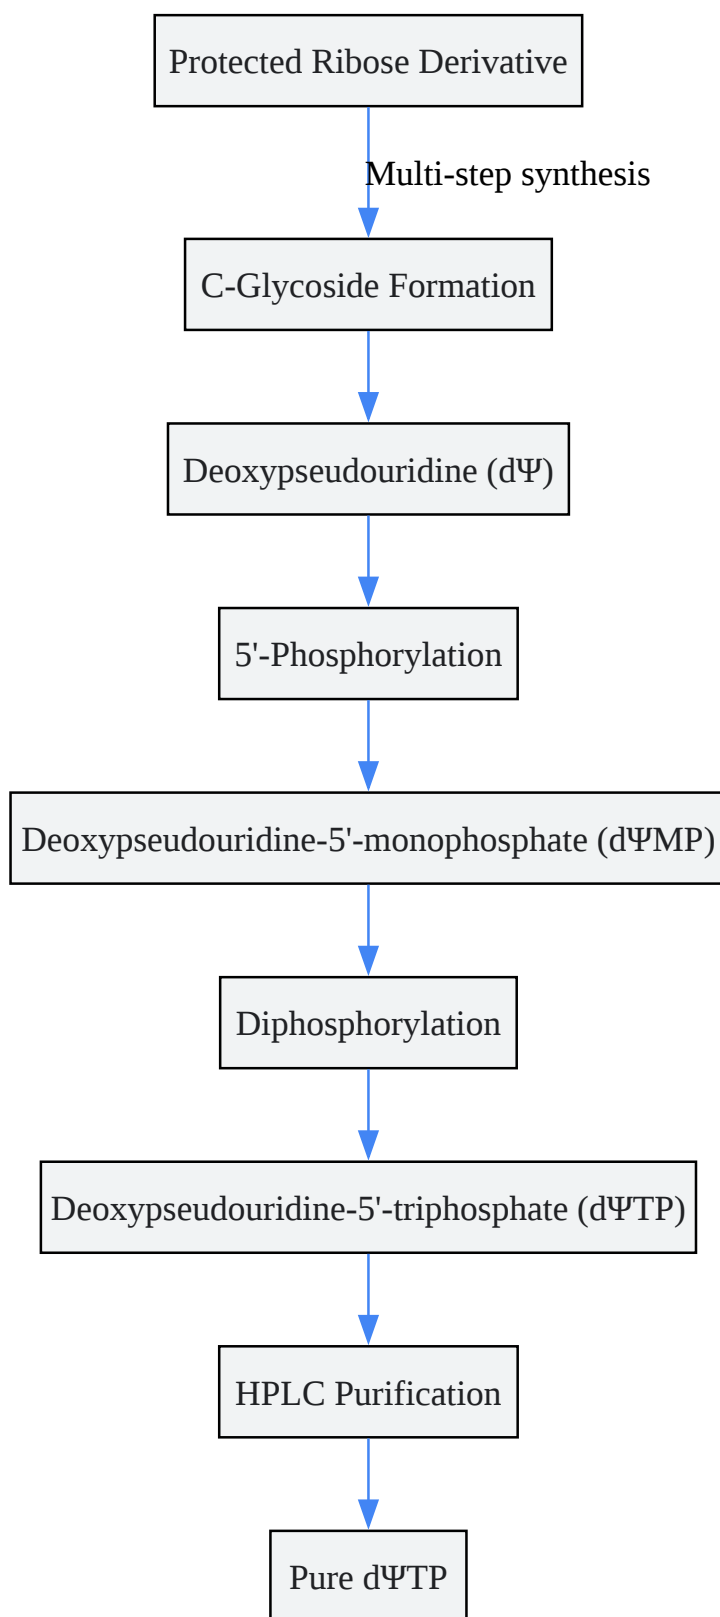 Protected Ribose Derivative
Multi-step synthesis
C-Glycoside Formation
Deoxypseudouridine (dΨ)
5'-Phosphorylation
Deoxypseudouridine-5'-monophosphate (dΨMP)
Diphosphorylation
Deoxypseudouridine-5'-triphosphate (dΨTP)
HPLC Purification
Pure dΨTP